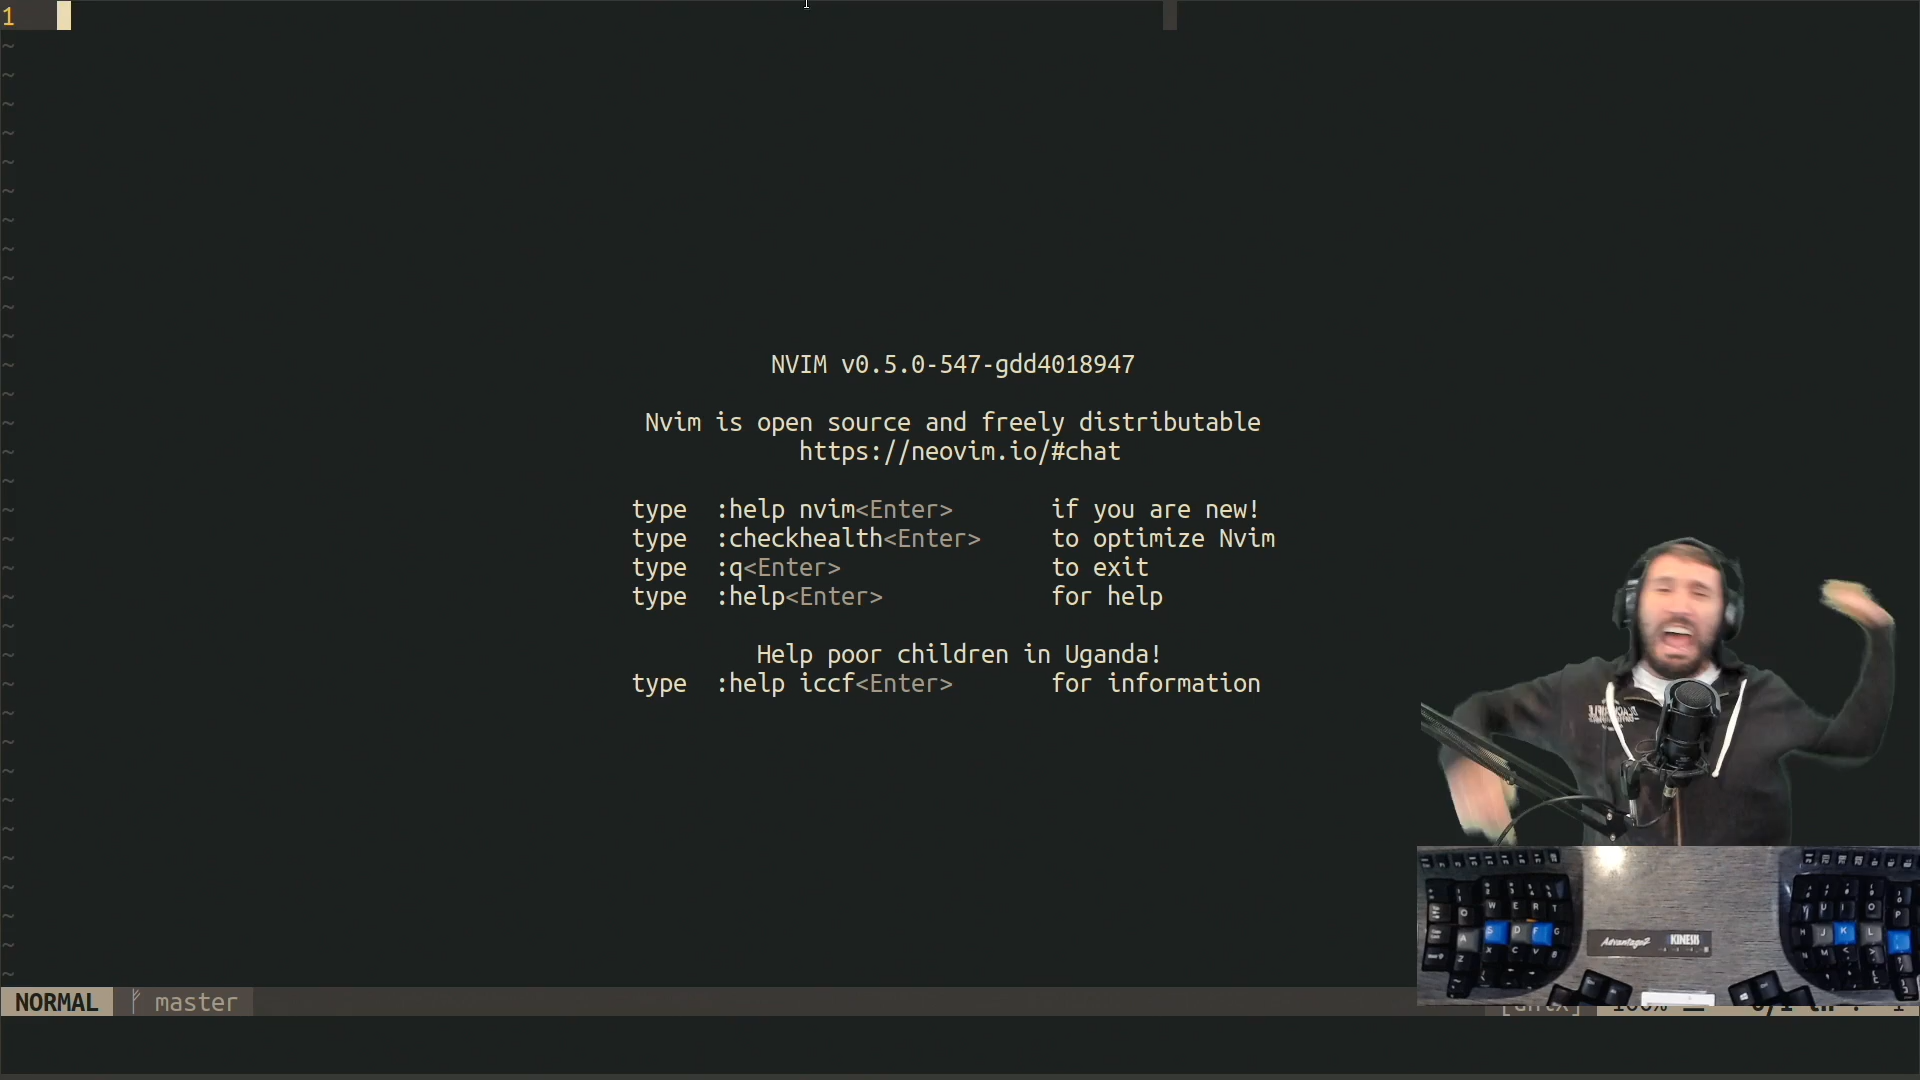 1
NVIM v0.5.0-547-gdd4018947
Nvim is open source and freely distributable
https://neovim.io/#chat
type :help nvim<Enter> if you are new!
type :checkhealth<Enter> to optimize Nvim
type :q<Enter> to exit
type :help<Enter> for help
Help poor children in Uganda!
type :help iccf<Enter> for information
Advantage2 KINESIS
NORMAL master